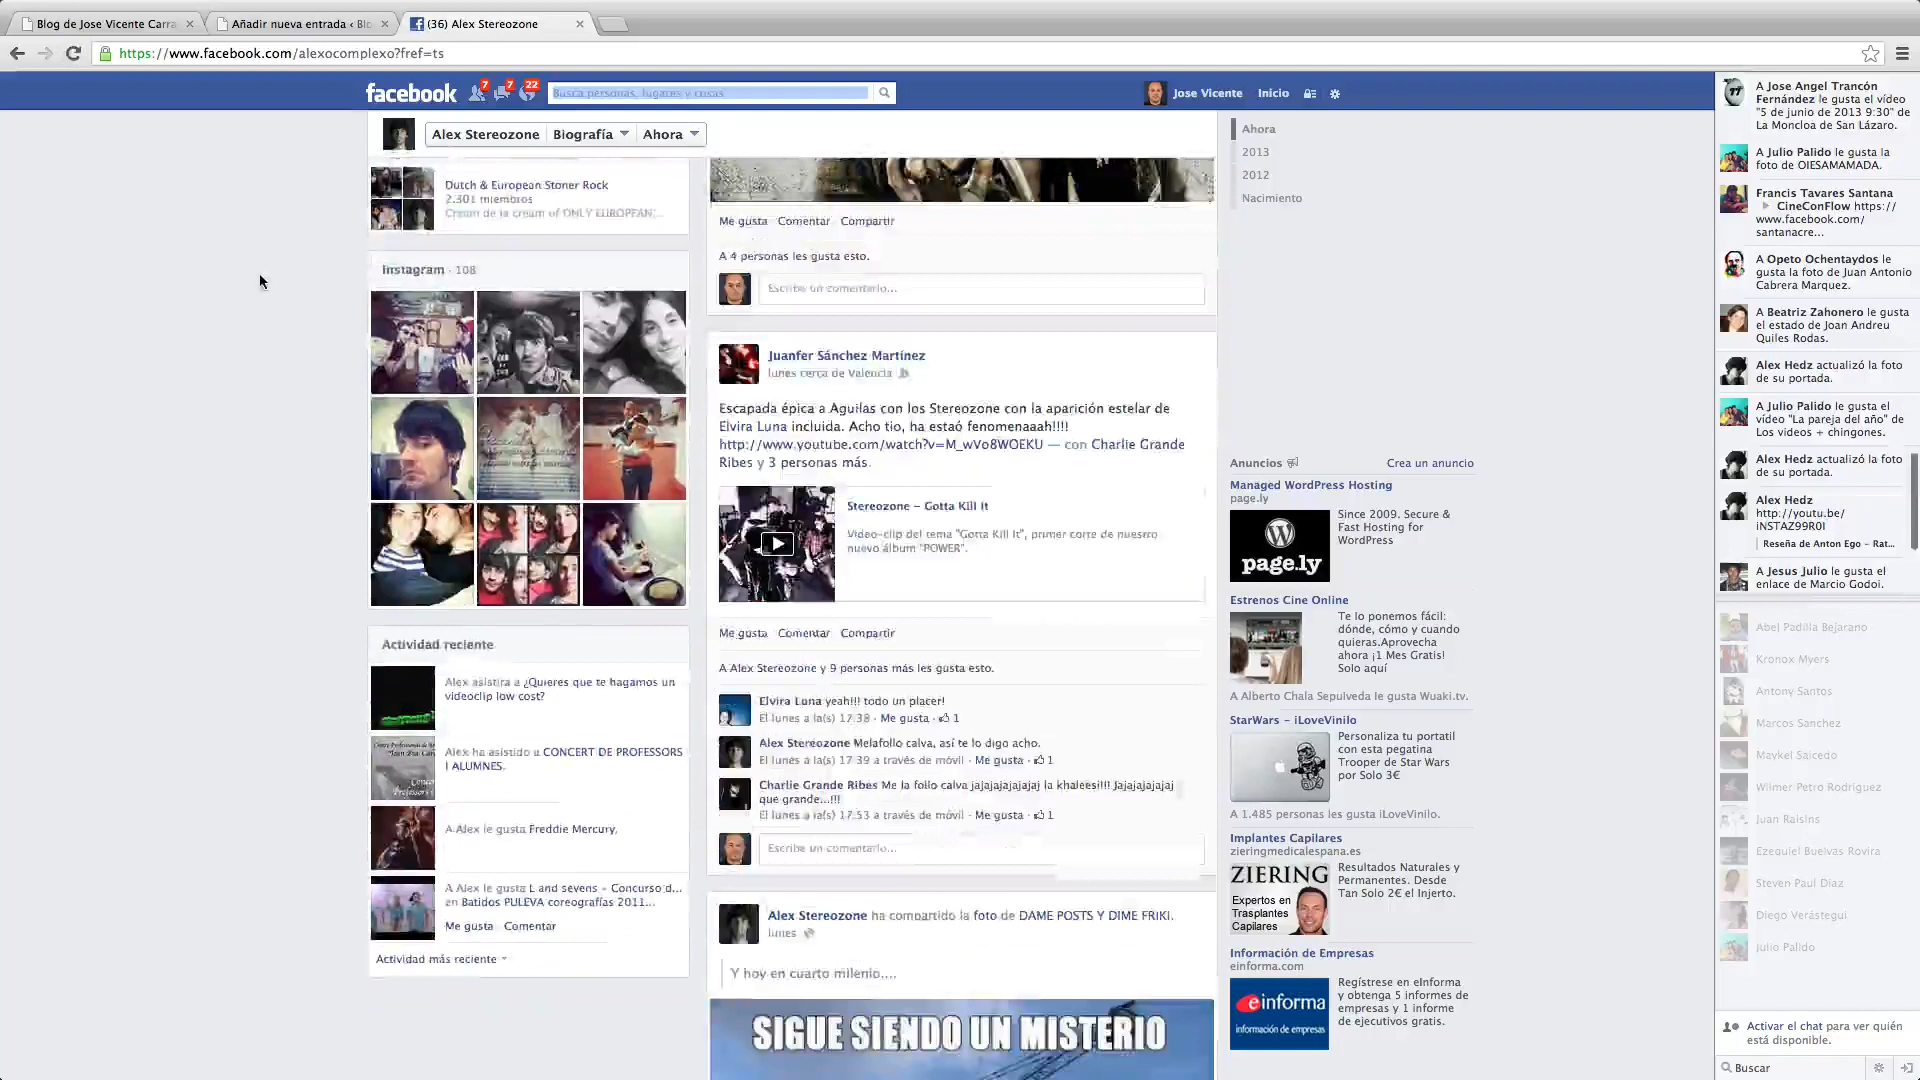 Blog de Jose Vicente Carra
Añadir nueva entrada ‹ Blo
(36) Alex Stereozone
https://www.facebook.com/alexocomplexo?fref=ts
facebook
7
7
22
Busca personas, lugares y cosas
Jose Vicente
Inicio
Alex Stereozone
Biografía
Ahora
Dutch & European Stoner Rock
2.301 miembros
Cream de la cream of ONLY EUROPEAN...
Instagram · 108
Actividad reciente
Alex asistirá a ¿Quieres que te hagamos un
videoclip low cost?
Alex ha asistido a CONCERT DE PROFESSORS
I ALUMNES.
A Alex le gusta Freddie Mercury,
A Alex le gusta L and sevens - Concurso d...
en Batidos PULEVA coreografías 2011...
Me gusta · Comentar
Actividad más reciente
Me gusta · Comentar · Compartir
A 4 personas les gusta esto.
Escribe un comentario...
Juanfer Sánchez Martínez
lunes cerca de Valencia
Escapada épica a Aguilas con los Stereozone con la aparición estelar de
Elvira Luna incluida. Acho tio, ha estaó fenomenaaah!!!!
http://www.youtube.com/watch?v=M_wVo8WOEKU — con Charlie Grande
Ribes y 3 personas más.
Stereozone – Gotta Kill It
Video-clip del tema "Gotta Kill It", primer corte de nuestro
nuevo álbum "POWER".
Me gusta · Comentar · Compartir
A Alex Stereozone y 9 personas más les gusta esto.
Elvira Luna yeah!!! todo un placer!
El lunes a la(s) 17:38 · Me gusta · 1
Alex Stereozone Melafollo calva, así te lo digo acho.
El lunes a la(s) 17:39 a través de móvil · Me gusta · 1
Charlie Grande Ribes Me la follo calva jajajajajajaj la khaleesi!!!! Jajajajajaj
que grande...!!!
El lunes a la(s) 17:53 a través de móvil · Me gusta · 1
Escribe un comentario...
Alex Stereozone ha compartido la foto de DAME POSTS Y DIME FRIKI.
lunes
Y hoy en cuarto milenio....
SIGUE SIENDO UN MISTERIO
Ahora
2013
2012
Nacimiento
Anuncios
Crea un anuncio
Managed WordPress Hosting
page.ly
page.ly
Since 2009. Secure &
Fast Hosting for
WordPress
Estrenos Cine Online
Te lo ponemos fácil:
dónde, cómo y cuando
quieras.Aprovecha
ahora ¡1 Mes Gratis!
Solo aquí
A Alberto Chala Sepulveda le gusta Wuaki.tv.
StarWars – iLoveVinilo
Personaliza tu portatil
con esta pegatina
Trooper de Star Wars
por Solo 3€
A 1.485 personas les gusta iLoveVinilo.
Implantes Capilares
zieringmedicalespana.es
ZIERING
Expertos en
Trasplantes
Capilares
Resultados Naturales y
Permanentes. Desde
Tan Solo 2€ el Injerto.
Información de Empresas
einforma.com
einforma
información de empresas
Regístrese en eInforma
y obtenga 5 informes de
empresas y 1 informe
de ejecutivos gratis.
A Jose Angel Trancón
Fernández le gusta el vídeo
"5 de junio de 2013 9:30" de
La Moncloa de San Lázaro.
A Julio Palido le gusta la
foto de OIESAMAMADA.
Francis Tavares Santana
CineConFlow https://
www.facebook.com/
santanacre...
A Opeto Ochentaydos le
gusta la foto de Juan Antonio
Cabrera Marquez.
A Beatriz Zahonero le gusta
el estado de Joan Andreu
Quiles Rodas.
Alex Hedz actualizó la foto
de su portada.
A Julio Palido le gusta el
vídeo "La pareja del año" de
Los videos + chingones.
Alex Hedz actualizó la foto
de su portada.
Alex Hedz
http://youtu.be/
iNSTAZ99R0I
Reseña de Anton Ego – Rat...
A Jesus Julio le gusta el
enlace de Marcio Godoi.
Abel Padilla Bejarano
Kronox Myers
Antony Santos
Marcos Sanchez
Maykel Salcedo
Wilmer Petro Rodriguez
Juan Raisins
Ezequiel Buelvas Rovira
Steven Paul Diaz
Diego Verástegui
Julio Palido
Activar el chat para ver quién
está disponible.
Buscar